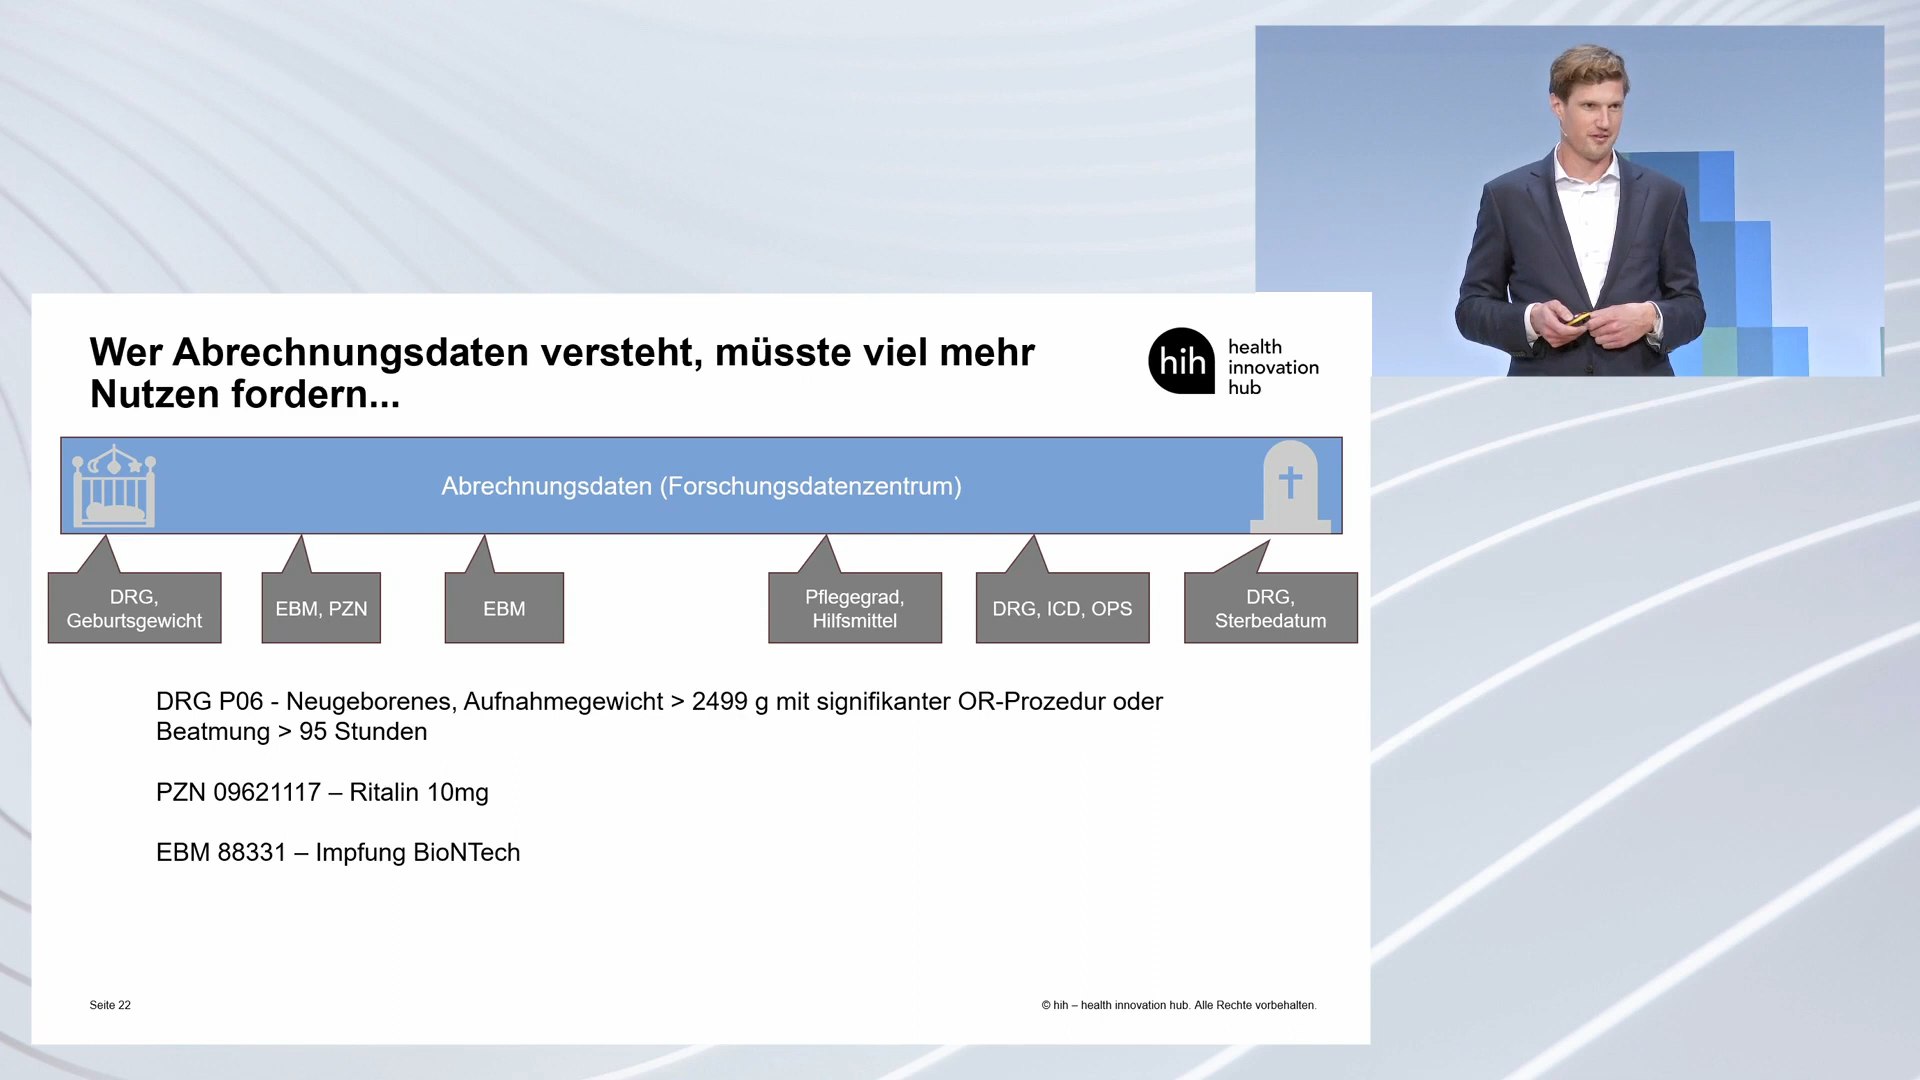 Wer Abrechnungsdaten versteht, müsste viel mehr
Nutzen fordern...
hih
health
innovation
hub
Abrechnungsdaten (Forschungsdatenzentrum)
DRG,
Geburtsgewicht
EBM, PZN
EBM
Pflegegrad,
Hilfsmittel
DRG, ICD, OPS
DRG,
Sterbedatum
DRG P06 - Neugeborenes, Aufnahmegewicht > 2499 g mit signifikanter OR-Prozedur oder
Beatmung > 95 Stunden
PZN 09621117 – Ritalin 10mg
EBM 88331 – Impfung BioNTech
Seite 22
© hih – health innovation hub. Alle Rechte vorbehalten.